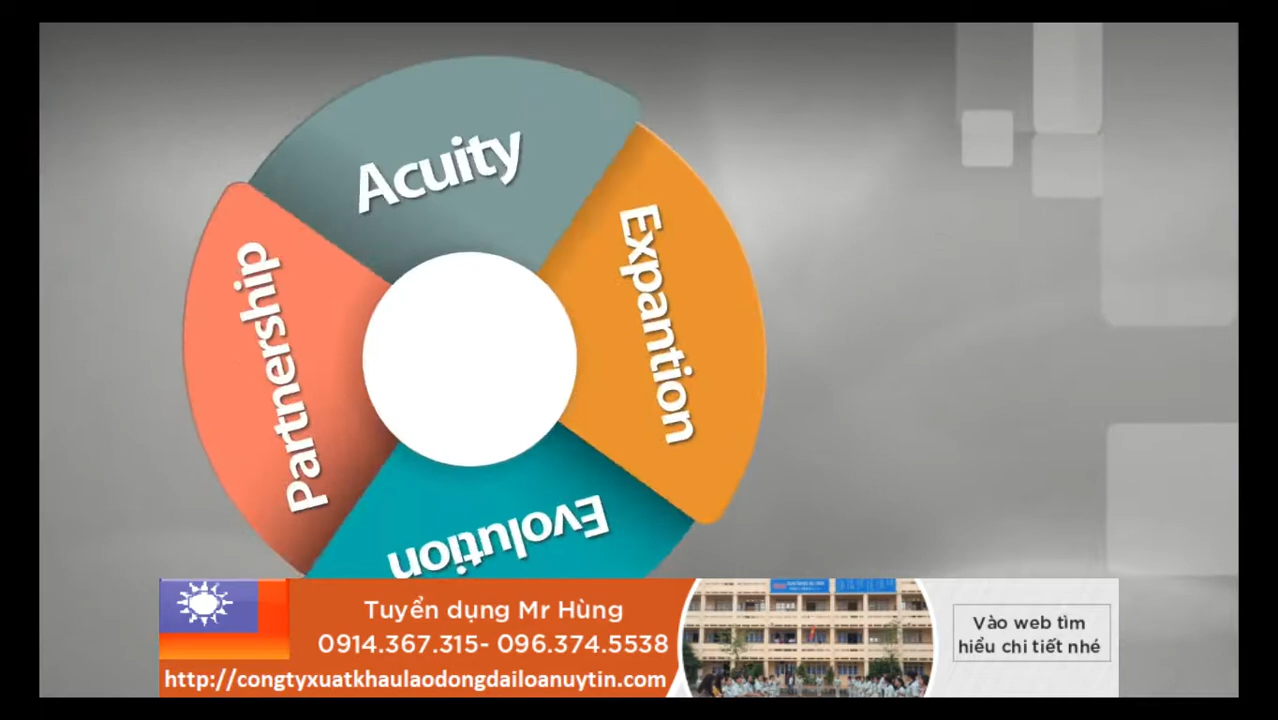 Acuity
Expantion
Partnership
Evolution
Tuyển dụng Mr Hùng
0914.367.315- 096.374.5538
http://congtyxuatkhaulaodongdailoanuytin.com
Vào web tìm
hiểu chi tiết nhé